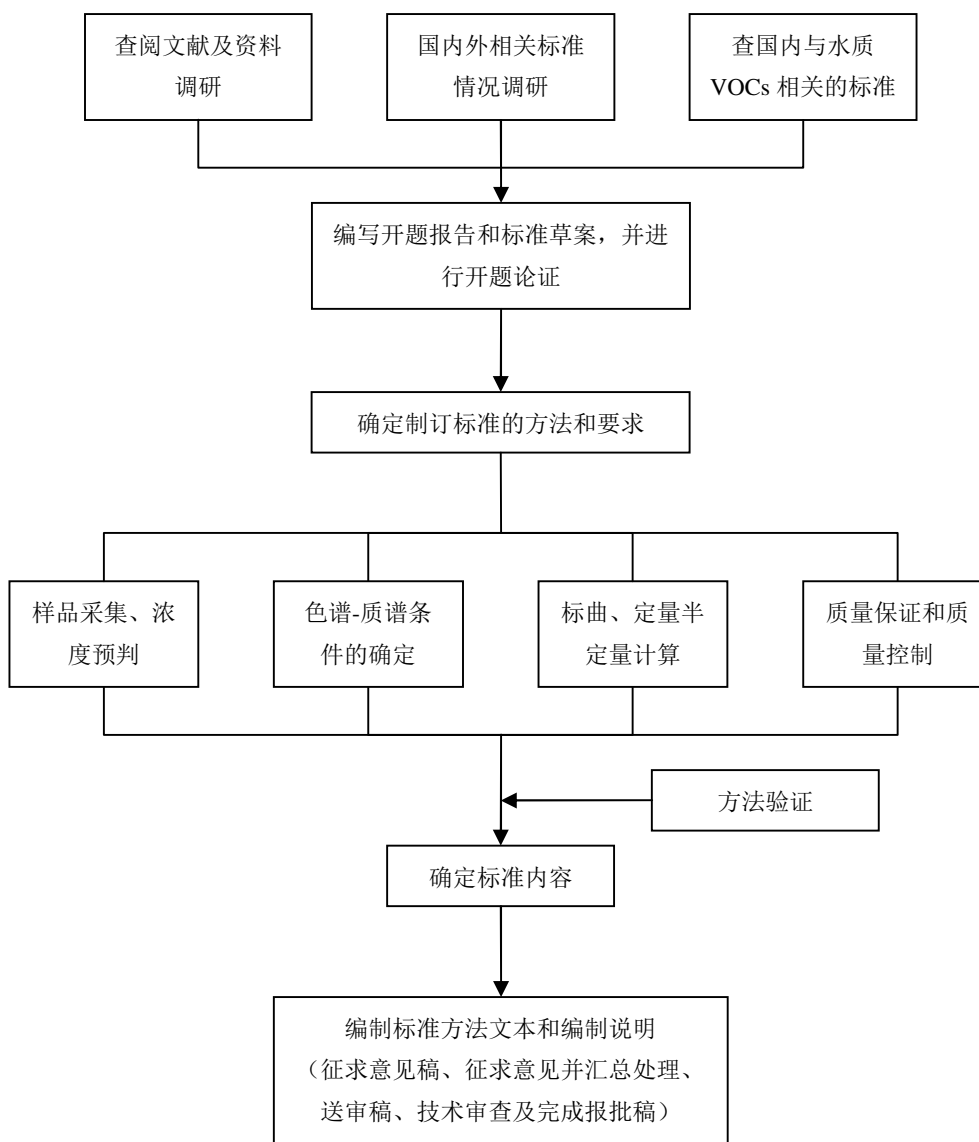 查阅文献及资料
调研
国内外相关标准
情况调研
查国内与水质
VOCs 相关的标准
编写开题报告和标准草案，并进
行开题论证
确定制订标准的方法和要求
样品采集、浓
度预判
色谱-质谱条
件的确定
标曲、定量半
定量计算
质量保证和质
量控制
方法验证
确定标准内容
编制标准方法文本和编制说明
（征求意见稿、征求意见并汇总处理、
送审稿、技术审查及完成报批稿）